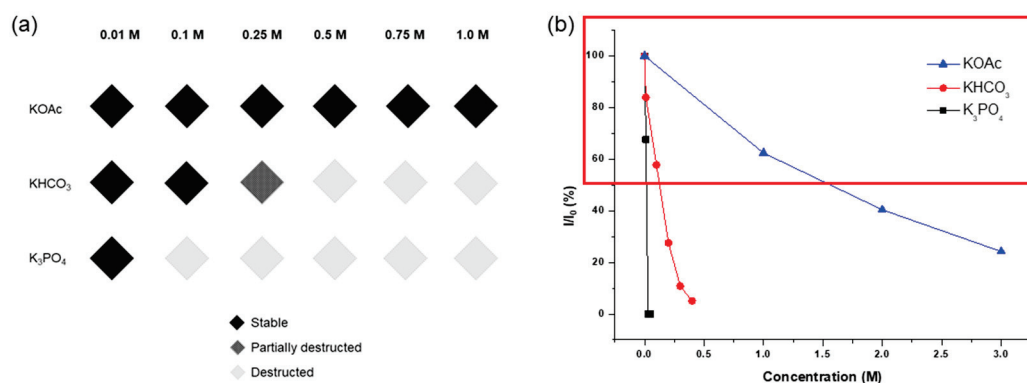 (a)
0.01 M 0.1 M 0.25 M 0.5 M 0.75 M 1.0 M
KOAc
KHCO₃
K₃PO₄
Stable
Partially destructed
Destructed
(b)
KOAc
KHCO₃
K₃PO₄
I/I₀ (%)
100
80
60
40
20
0
0.0 0.5 1.0 1.5 2.0 2.5 3.0
Concentration (M)